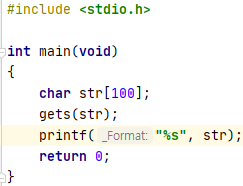 #include <stdio.h>
int main(void)
{
char str[100];
gets(str);
printf( _Format: "%s", str);
return 0;
}